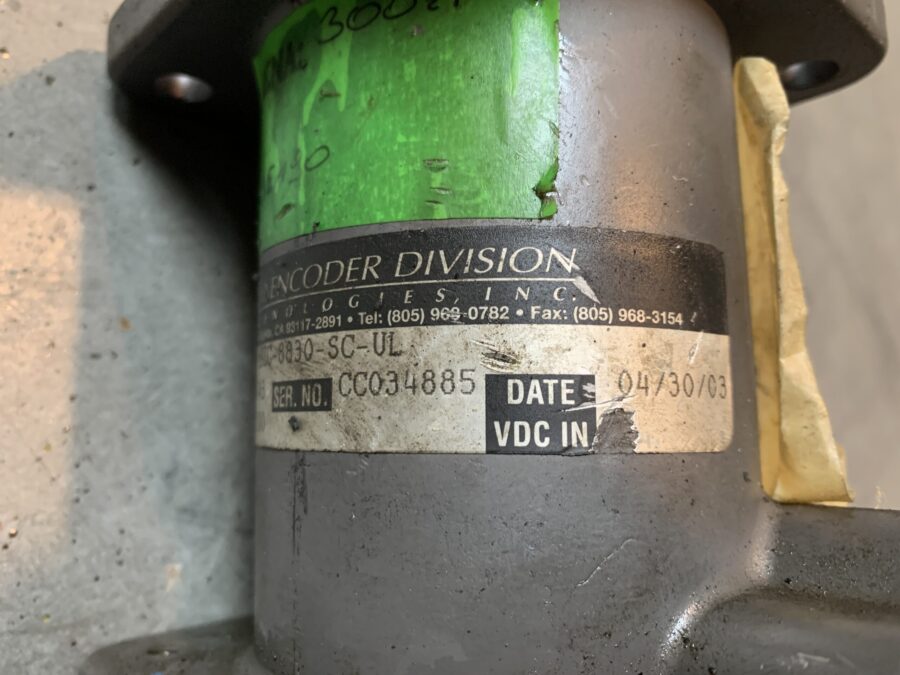 ENCODER DIVISION
NOLOGIES, INC.
CA 93117-2891 • Tel: (805) 968-0782 • Fax: (805) 968-3154
-8830-SC-UL
SER. NO. CC034885 DATE 04/30/03
VDC IN